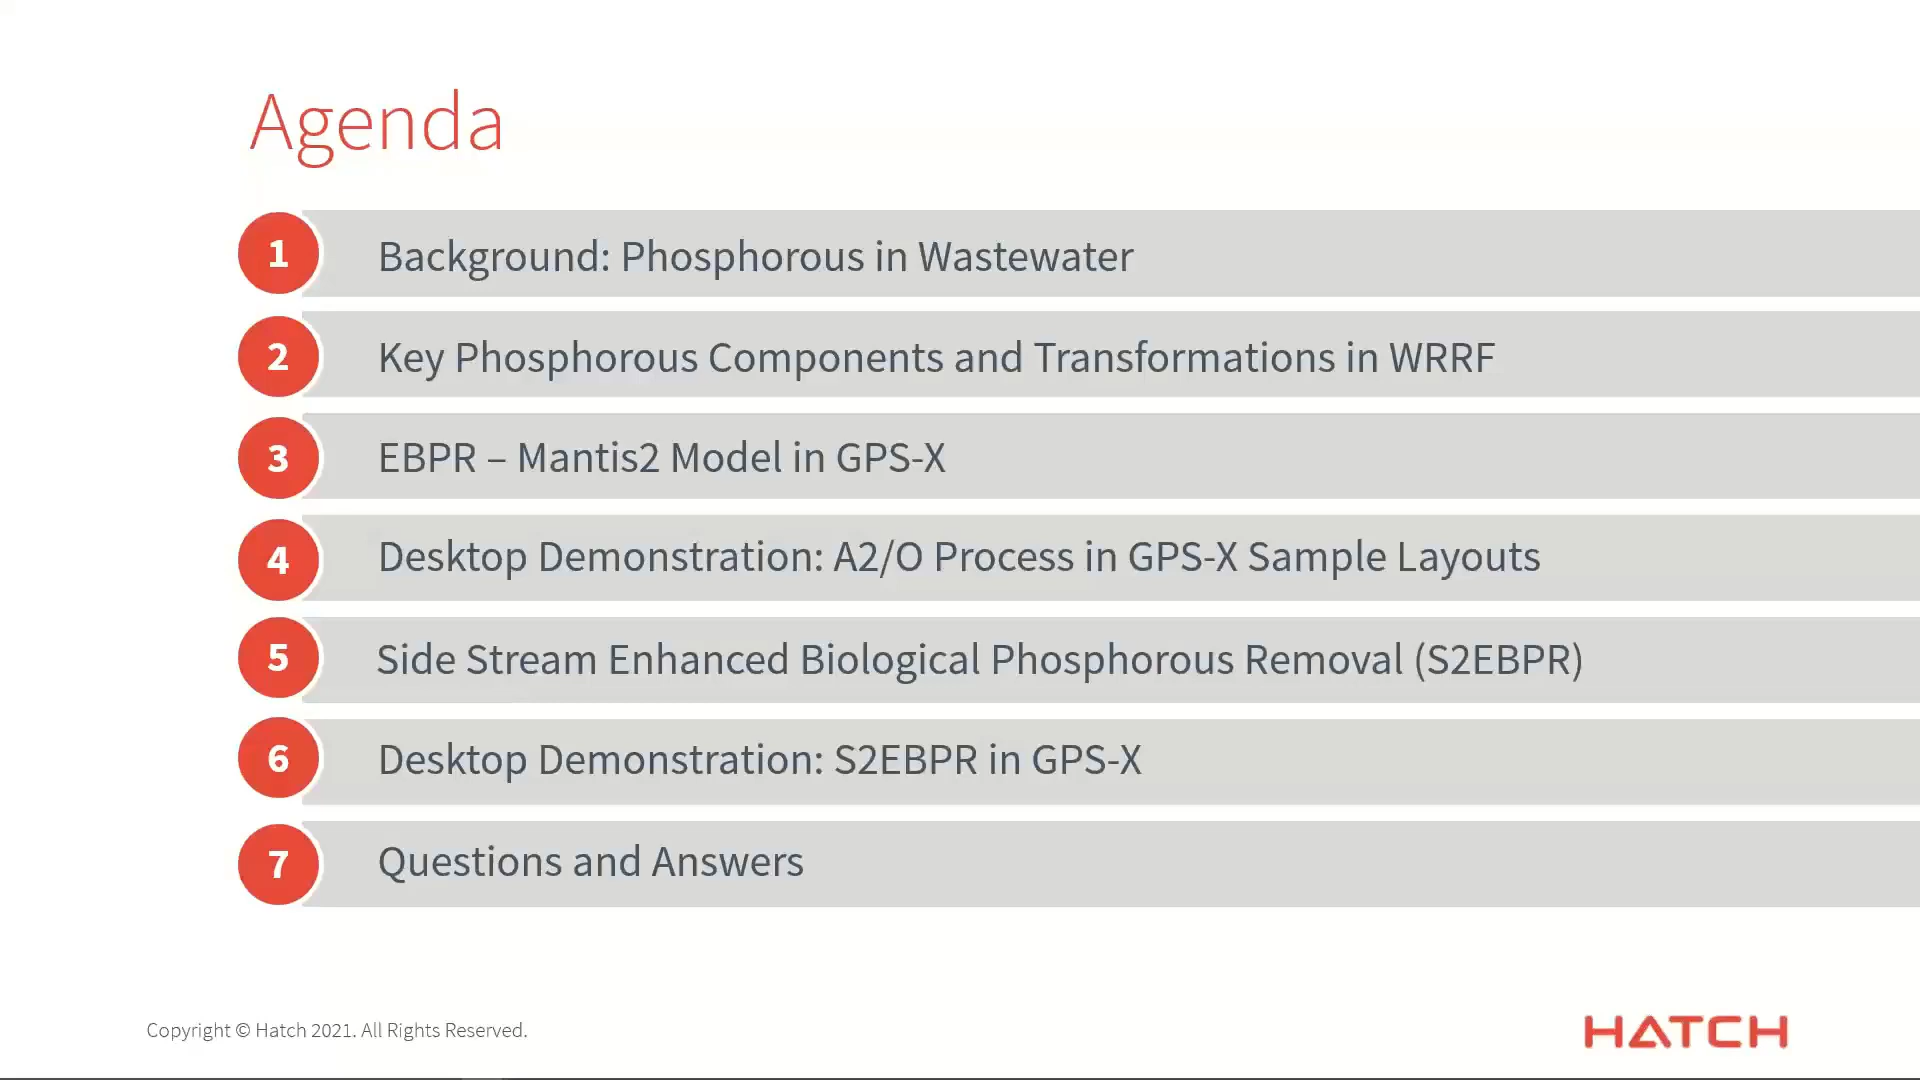 Agenda
1 Background: Phosphorous in Wastewater
2 Key Phosphorous Components and Transformations in WRRF
3 EBPR – Mantis2 Model in GPS-X
4 Desktop Demonstration: A2/O Process in GPS-X Sample Layouts
5 Side Stream Enhanced Biological Phosphorous Removal (S2EBPR)
6 Desktop Demonstration: S2EBPR in GPS-X
7 Questions and Answers
Copyright © Hatch 2021. All Rights Reserved.
HATCH